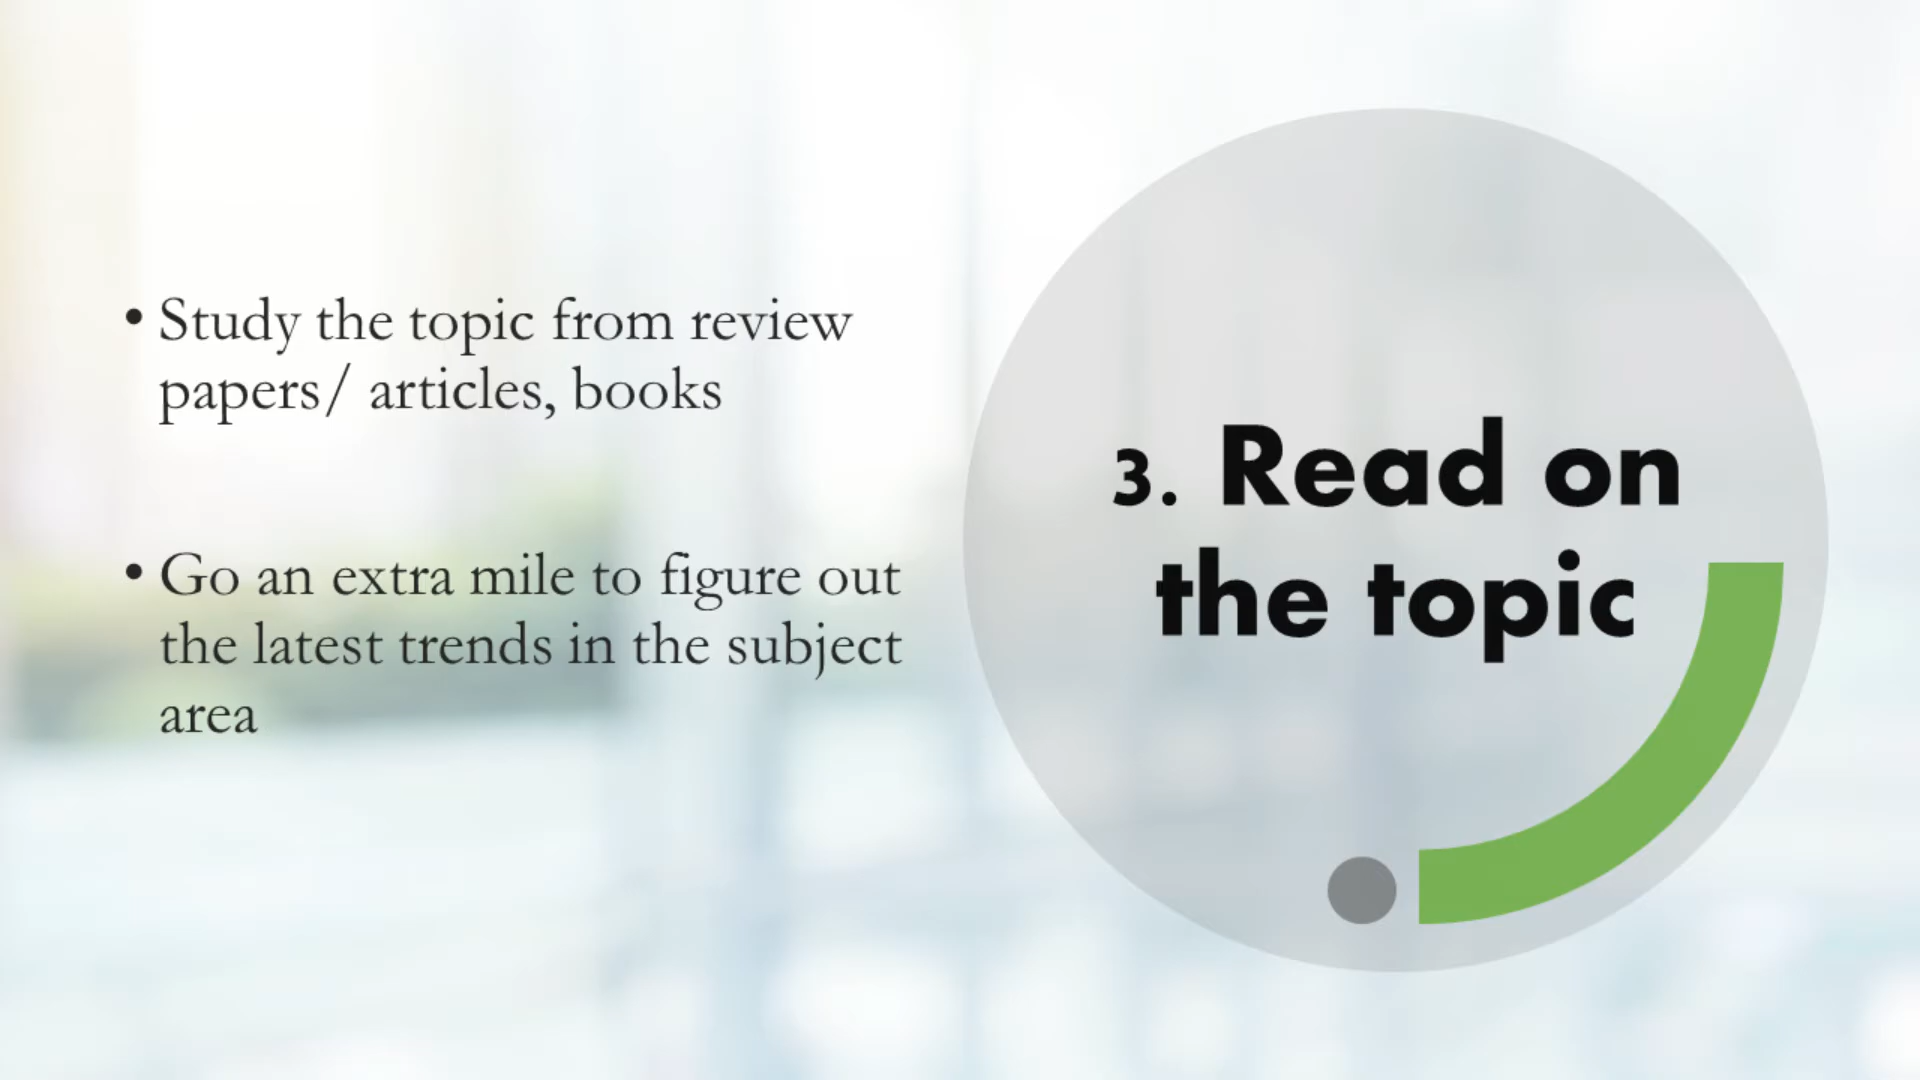 • Study the topic from review
papers/ articles, books
• Go an extra mile to figure out
the latest trends in the subject
area
3. Read on
the topic